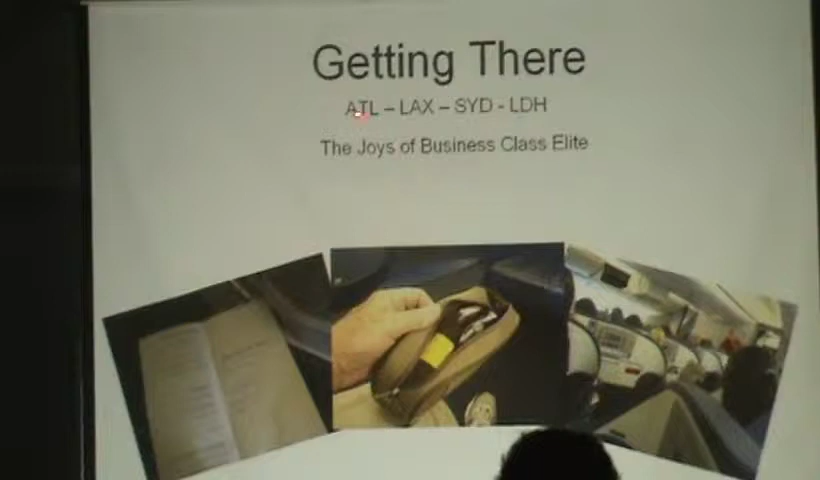 Getting There
ATL – LAX – SYD - LDH
The Joys of Business Class Elite